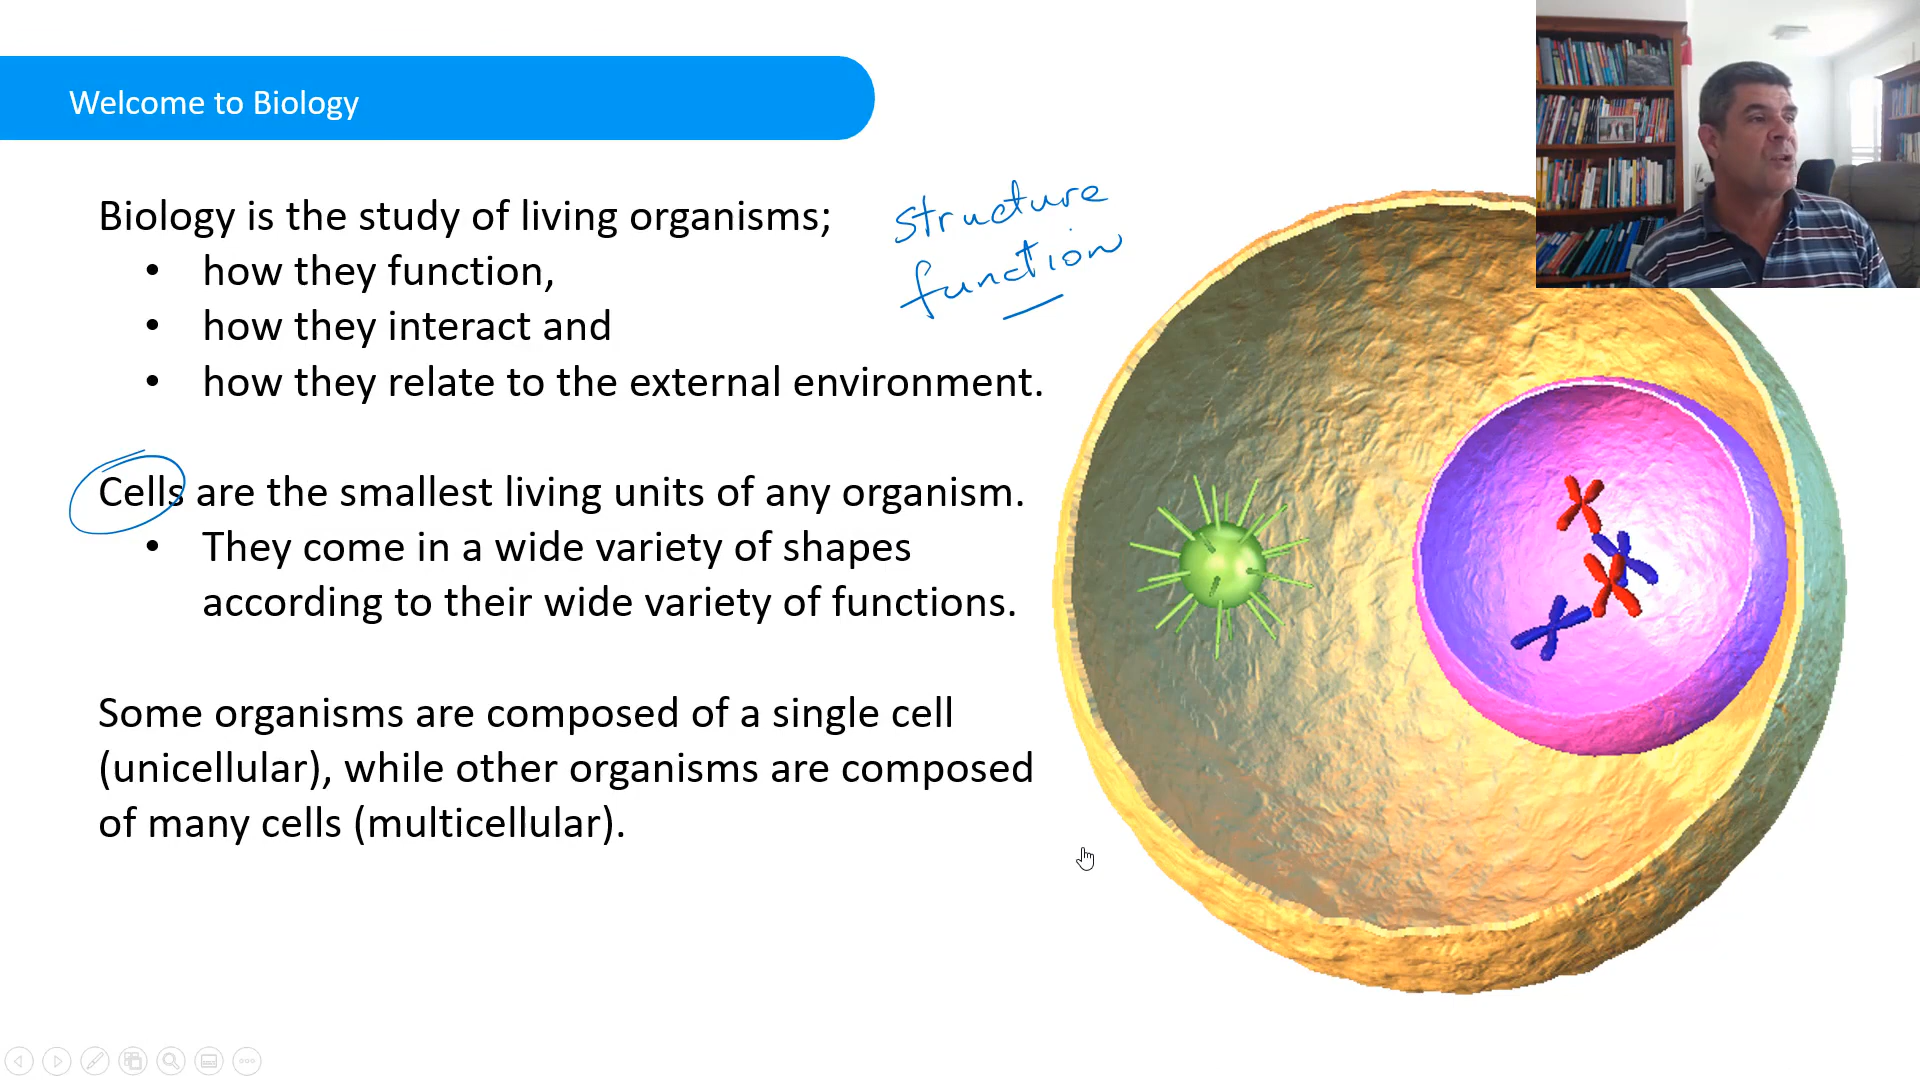 Welcome to Biology
Biology is the study of living organisms;
• how they function,
• how they interact and
• how they relate to the external environment.
structure
function
Cells are the smallest living units of any organism.
• They come in a wide variety of shapes
according to their wide variety of functions.
Some organisms are composed of a single cell
(unicellular), while other organisms are composed
of many cells (multicellular).